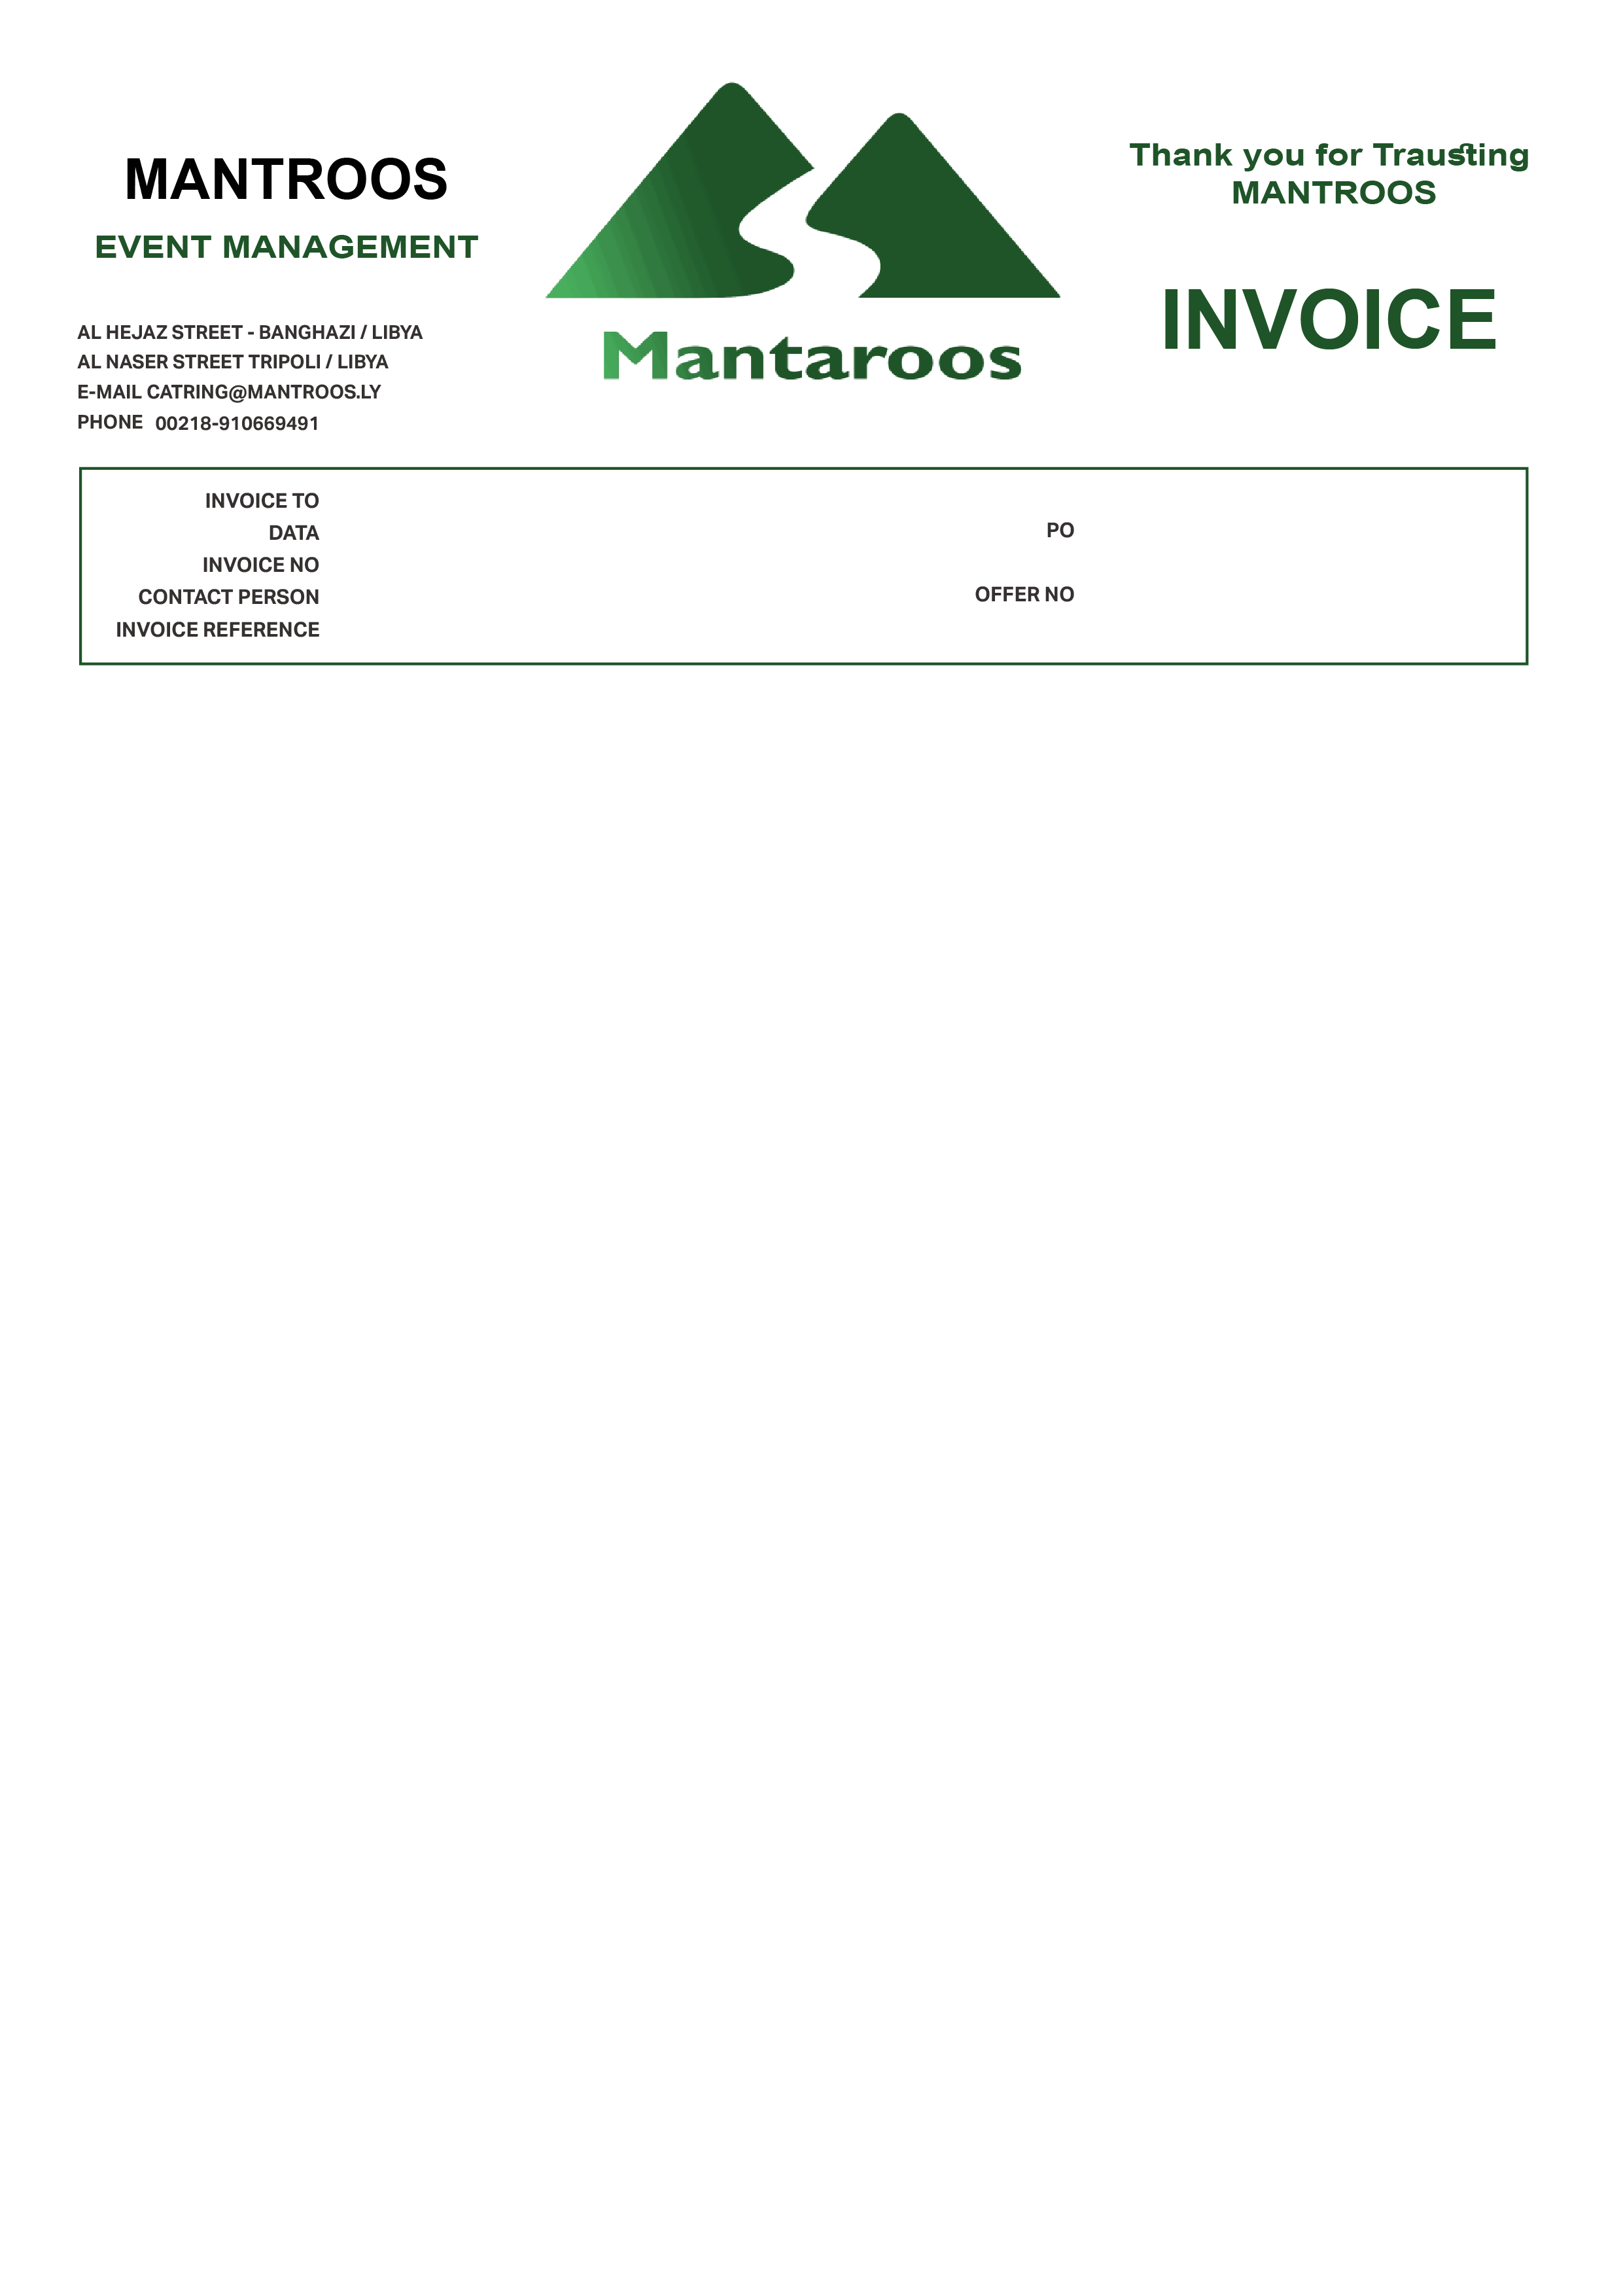 MANTROOS
EVENT MANAGEMENT
AL HEJAZ STREET - BANGHAZI / LIBYA
AL NASER STREET TRIPOLI / LIBYA
E-MAIL CATRING@MANTROOS.LY
PHONE 00218-910669491
Mantaroos
Thank you for Trausting
MANTROOS
INVOICE
INVOICE TO
DATA
INVOICE NO
CONTACT PERSON
INVOICE REFERENCE
PO
OFFER NO